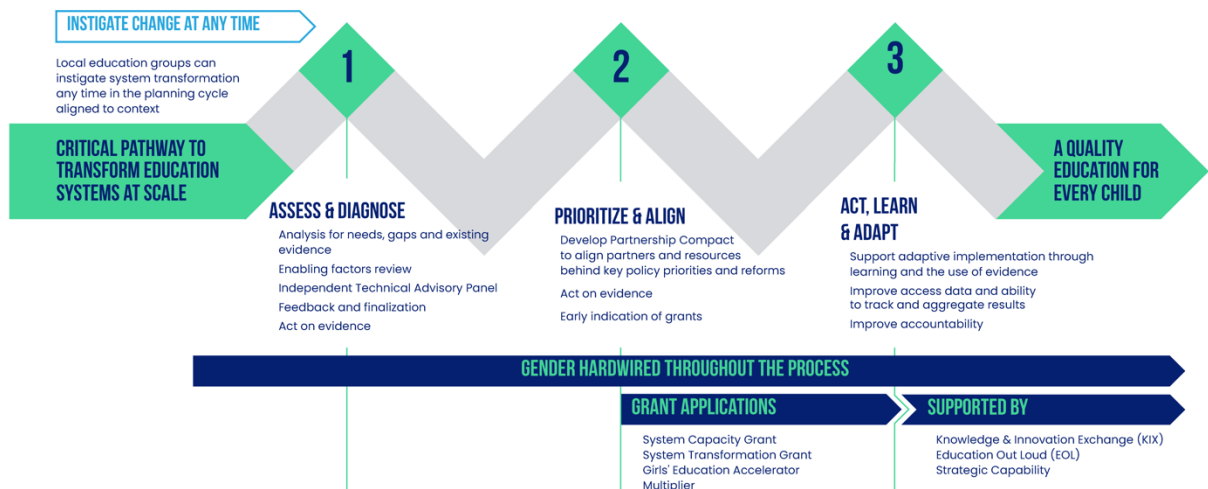 INSTIGATE CHANGE AT ANY TIME
Local education groups can
instigate system transformation
any time in the planning cycle
aligned to context
CRITICAL PATHWAY TO
TRANSFORM EDUCATION
SYSTEMS AT SCALE
1
ASSESS & DIAGNOSE
Analysis for needs, gaps and existing
evidence
Enabling factors review
Independent Technical Advisory Panel
Feedback and finalization
Act on evidence
2
PRIORITIZE & ALIGN
Develop Partnership Compact
to align partners and resources
behind key policy priorities and reforms
Act on evidence
Early indication of grants
3
ACT, LEARN
& ADAPT
Support adaptive implementation through
learning and the use of evidence
Improve access data and ability
to track and aggregate results
Improve accountability
A QUALITY
EDUCATION FOR
EVERY CHILD
GENDER HARDWIRED THROUGHOUT THE PROCESS
GRANT APPLICATIONS
System Capacity Grant
System Transformation Grant
Girls' Education Accelerator
Multiplier
SUPPORTED BY
Knowledge & Innovation Exchange (KIX)
Education Out Loud (EOL)
Strategic Capability